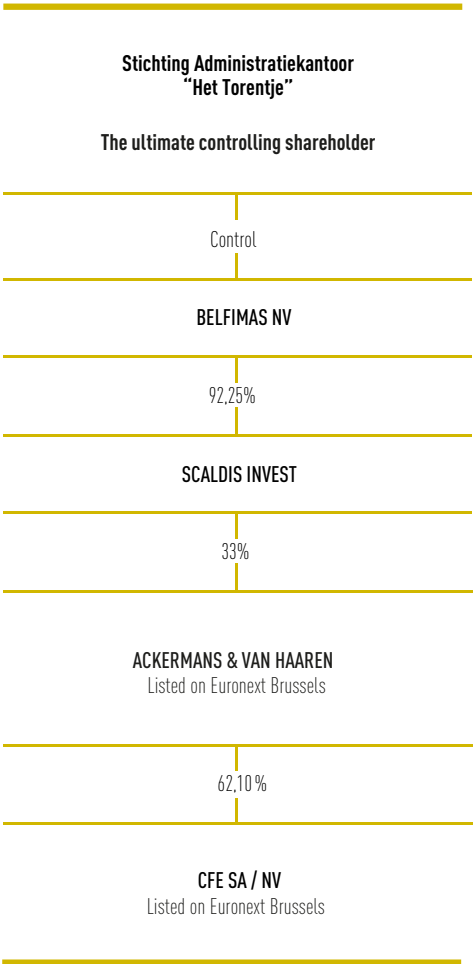 Stichting Administratiekantoor
“Het Torentje”
The ultimate controlling shareholder
Control
BELFIMAS NV
92,25%
SCALDIS INVEST
33%
ACKERMANS & VAN HAAREN
Listed on Euronext Brussels
62,10 %
CFE SA / NV
Listed on Euronext Brussels